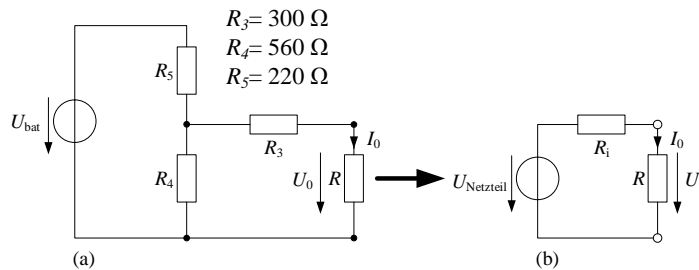 R3= 300 Ω
R4= 560 Ω
R5= 220 Ω
R5
Ubat
R3
I0
R4
U0
R
(a)
Ri
I0
UNetzteil
R
U
(b)